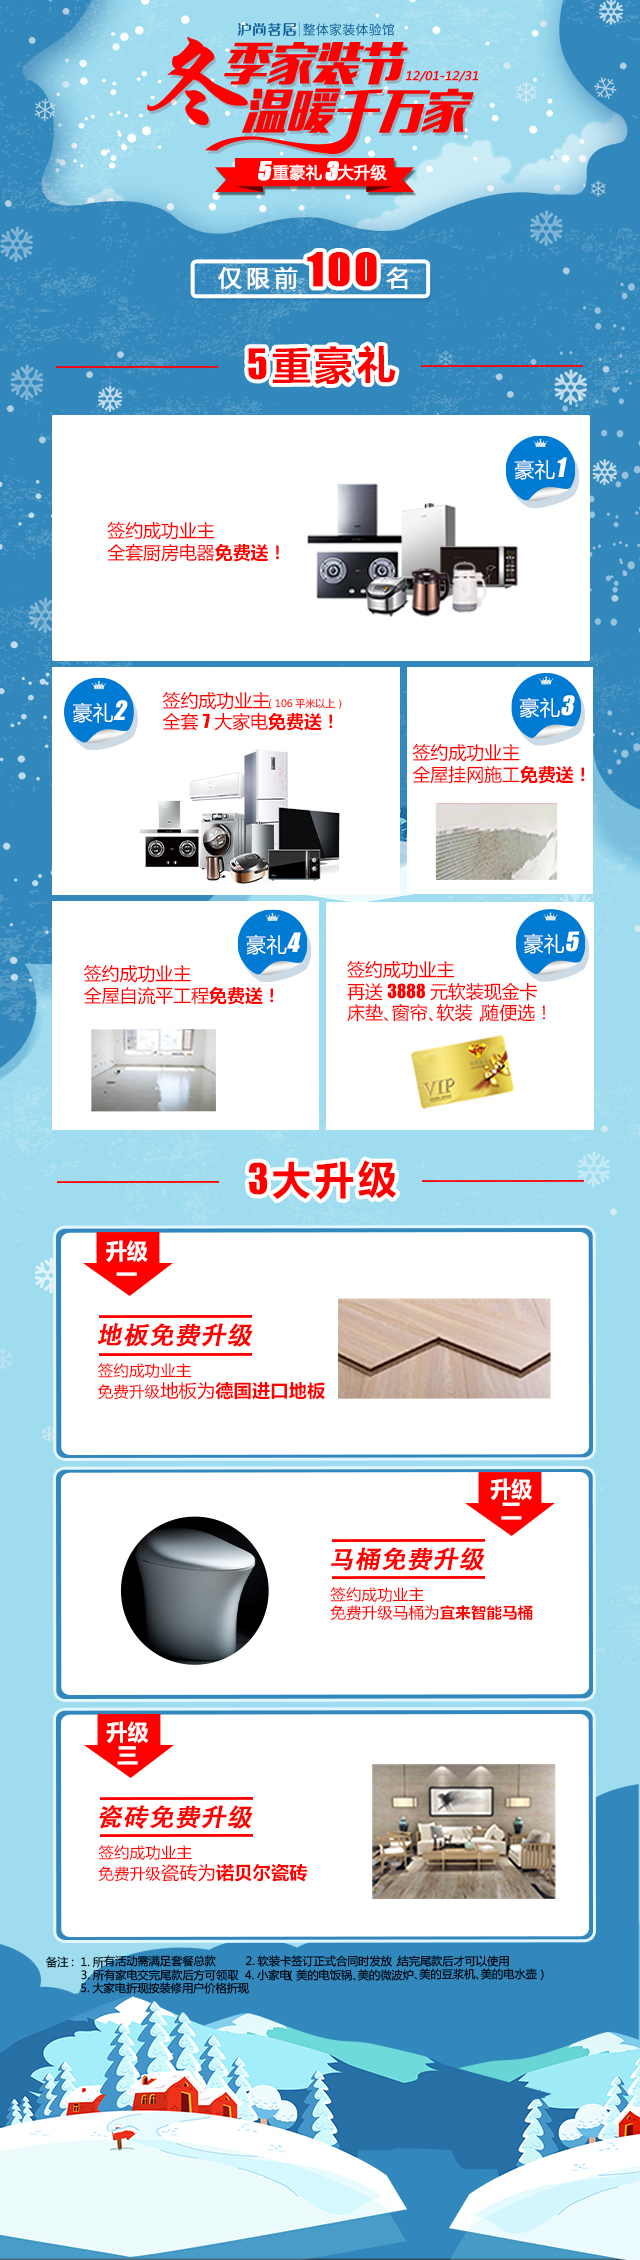 沪尚茗居 整体家装体验馆
冬季家装节 12/01-12/31
温暖千万家
5重豪礼 3大升级
仅限前100名
5重豪礼
豪礼1
签约成功业主
全套厨房电器免费送！
豪礼2
签约成功业主(106平米以上)
全套7大家电免费送！
豪礼3
签约成功业主
全屋挂网施工免费送！
豪礼4
签约成功业主
全屋自流平工程免费送！
豪礼5
签约成功业主
再送3888元软装现金卡
床垫、窗帘、软装,随便选！
VIP
3大升级
升级
一
地板免费升级
签约成功业主
免费升级地板为德国进口地板
升级
二
马桶免费升级
签约成功业主
免费升级马桶为宜来智能马桶
升级
三
瓷砖免费升级
签约成功业主
免费升级瓷砖为诺贝尔瓷砖
备注：1.所有活动需满足套餐总款 2.软装卡签订正式合同时发放,结完尾款后才可以使用
3.所有家电交完尾款后方可领取 4.小家电(美的电饭锅、美的微波炉、美的豆浆机、美的电水壶)
5.大家电折现按装修用户价格折现